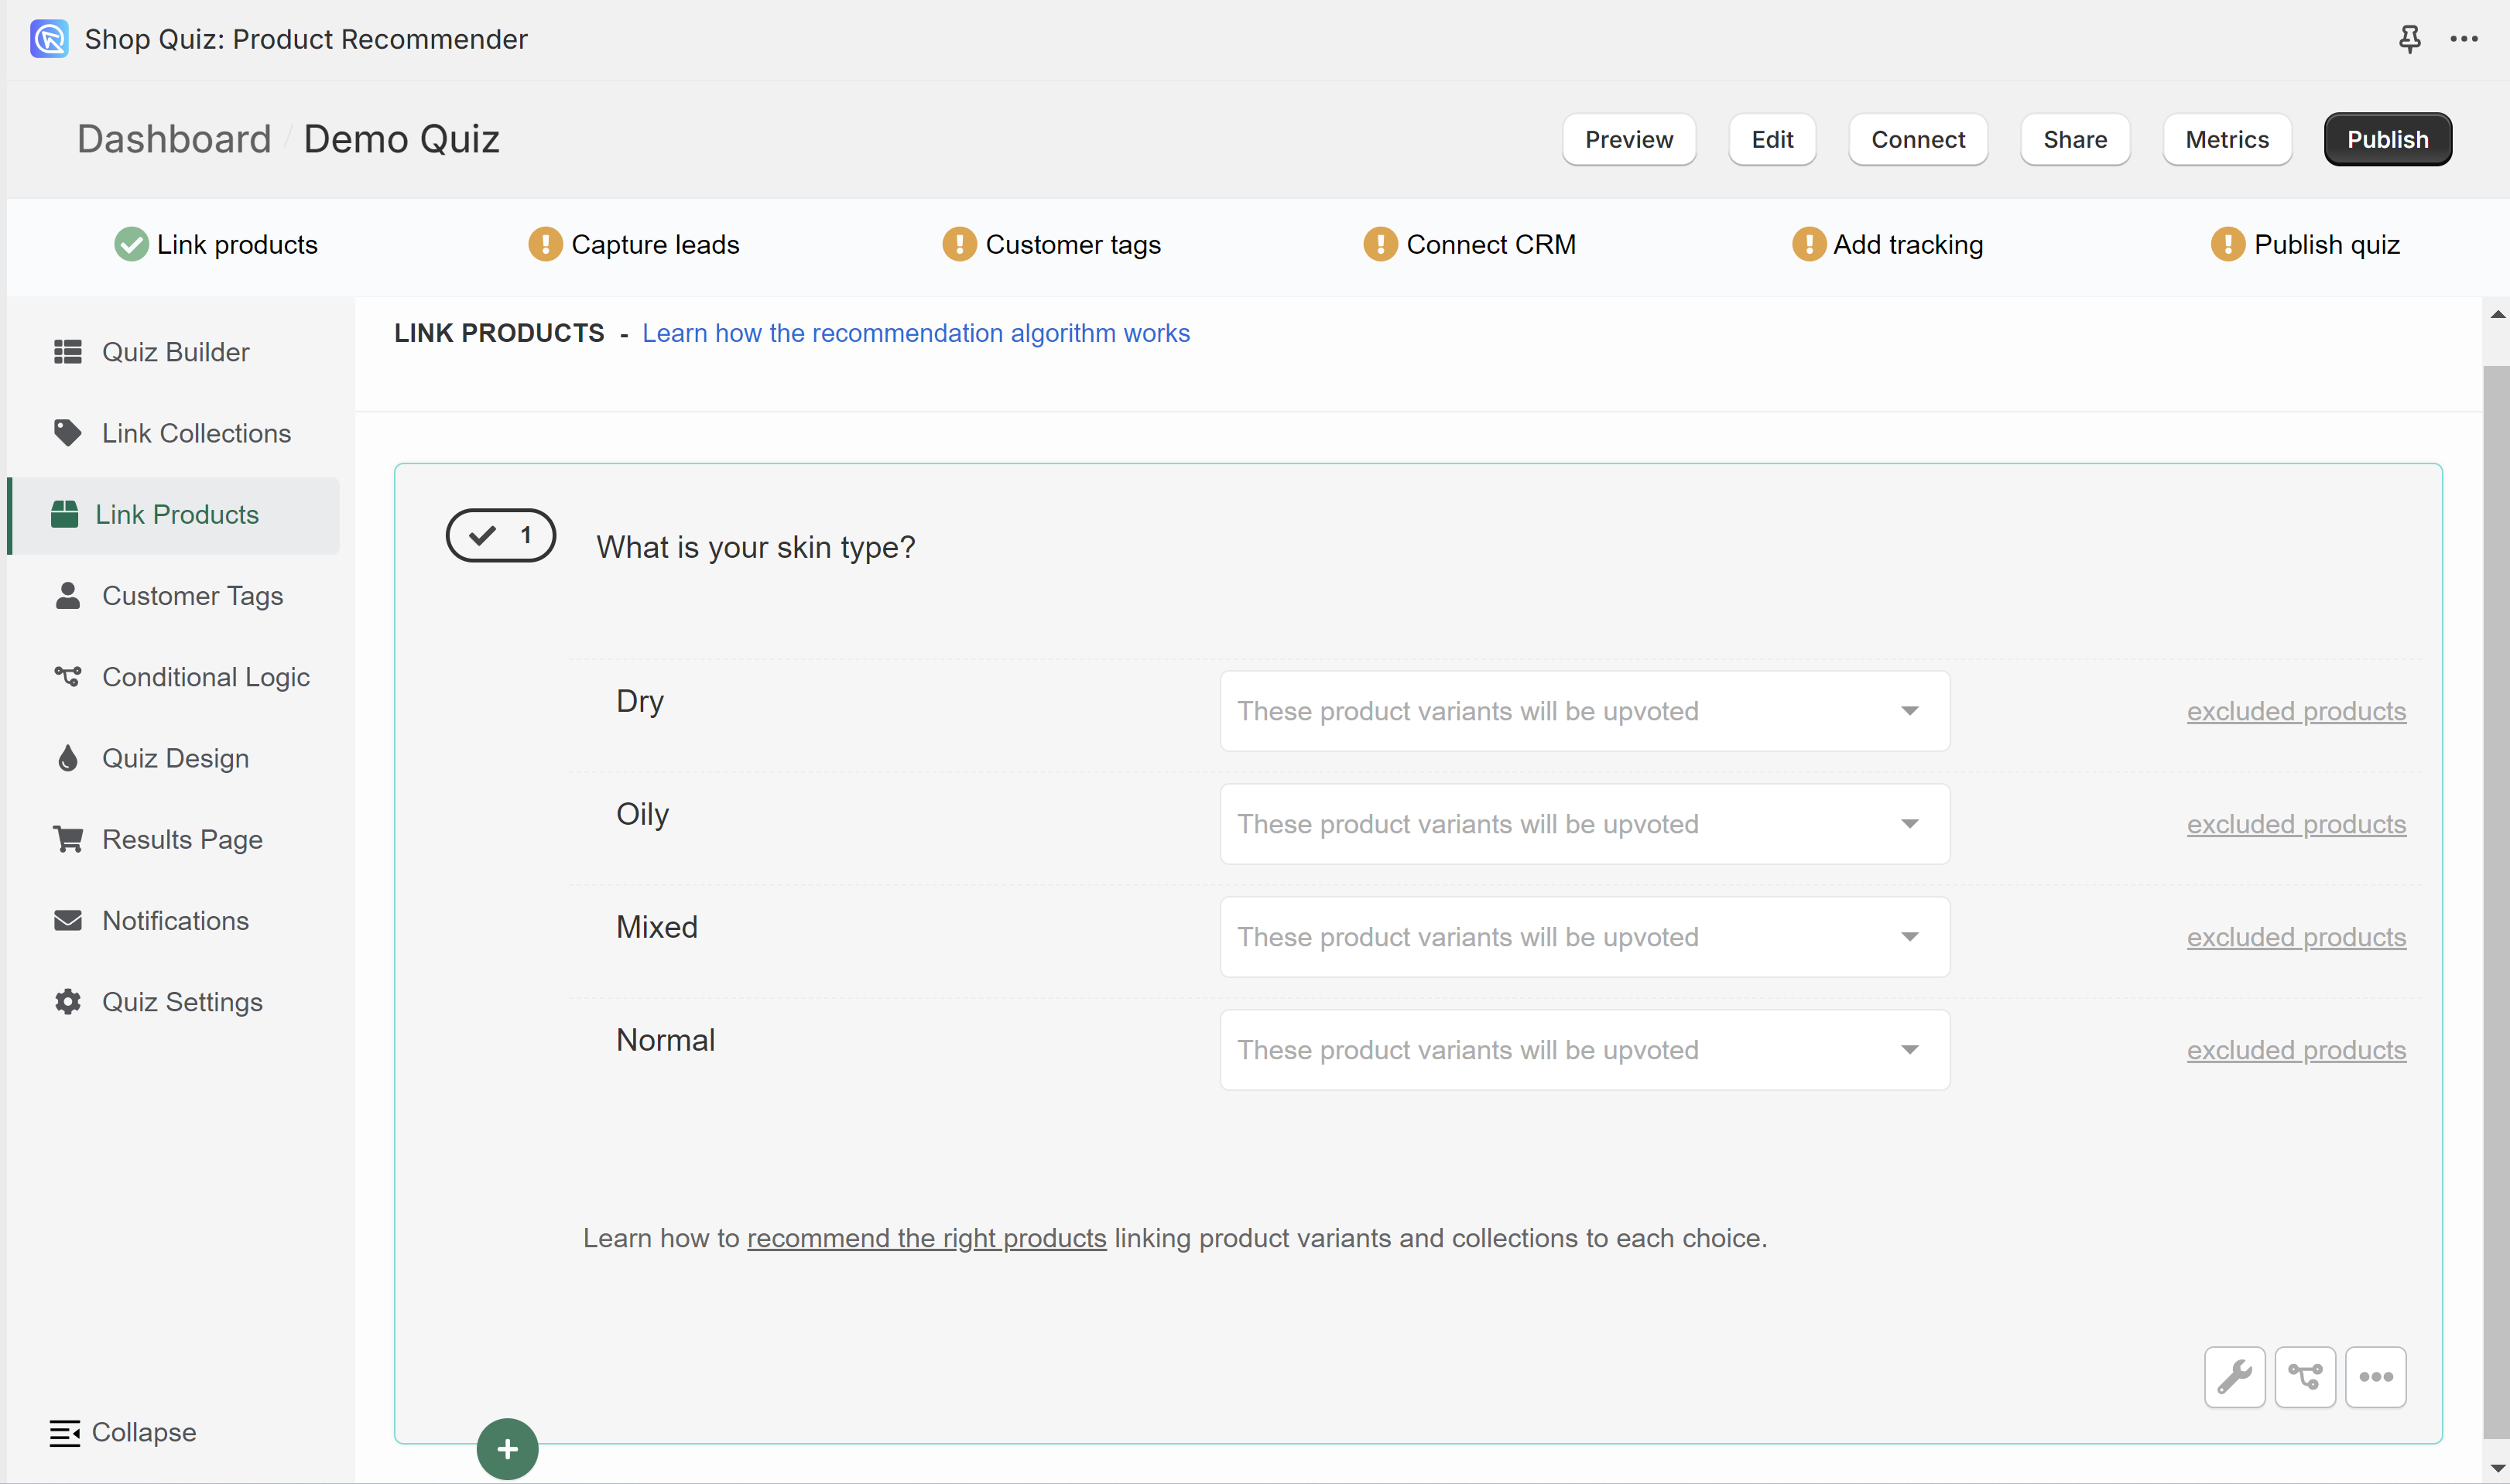 Shop Quiz: Product Recommender
Dashboard / Demo Quiz
Preview
Edit
Connect
Share
Metrics
Publish
Link products
Capture leads
Customer tags
Connect CRM
Add tracking
Publish quiz
Quiz Builder
Link Collections
Link Products
Customer Tags
Conditional Logic
Quiz Design
Results Page
Notifications
Quiz Settings
Collapse
LINK PRODUCTS - Learn how the recommendation algorithm works
1
What is your skin type?
Dry
These product variants will be upvoted
excluded products
Oily
These product variants will be upvoted
excluded products
Mixed
These product variants will be upvoted
excluded products
Normal
These product variants will be upvoted
excluded products
Learn how to recommend the right products linking product variants and collections to each choice.